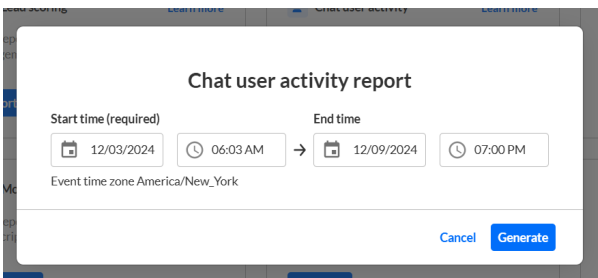 Lead scoring Learn more Chat user activity Learn more
Chat user activity report
Start time (required) End time
12/03/2024 06:03 AM → 12/09/2024 07:00 PM
Event time zone America/New_York
Cancel Generate